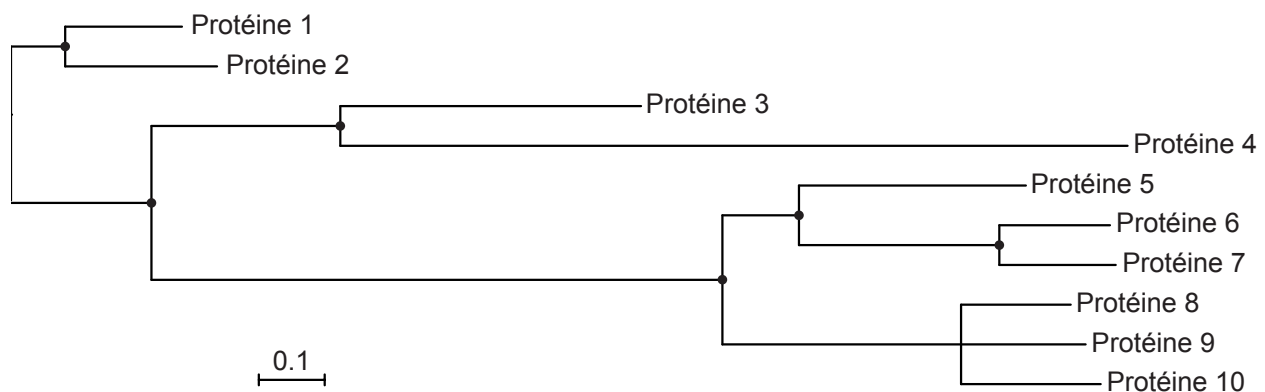 Protéine 1
Protéine 2
Protéine 3
Protéine 4
Protéine 5
Protéine 6
Protéine 7
Protéine 8
Protéine 9
Protéine 10
0.1